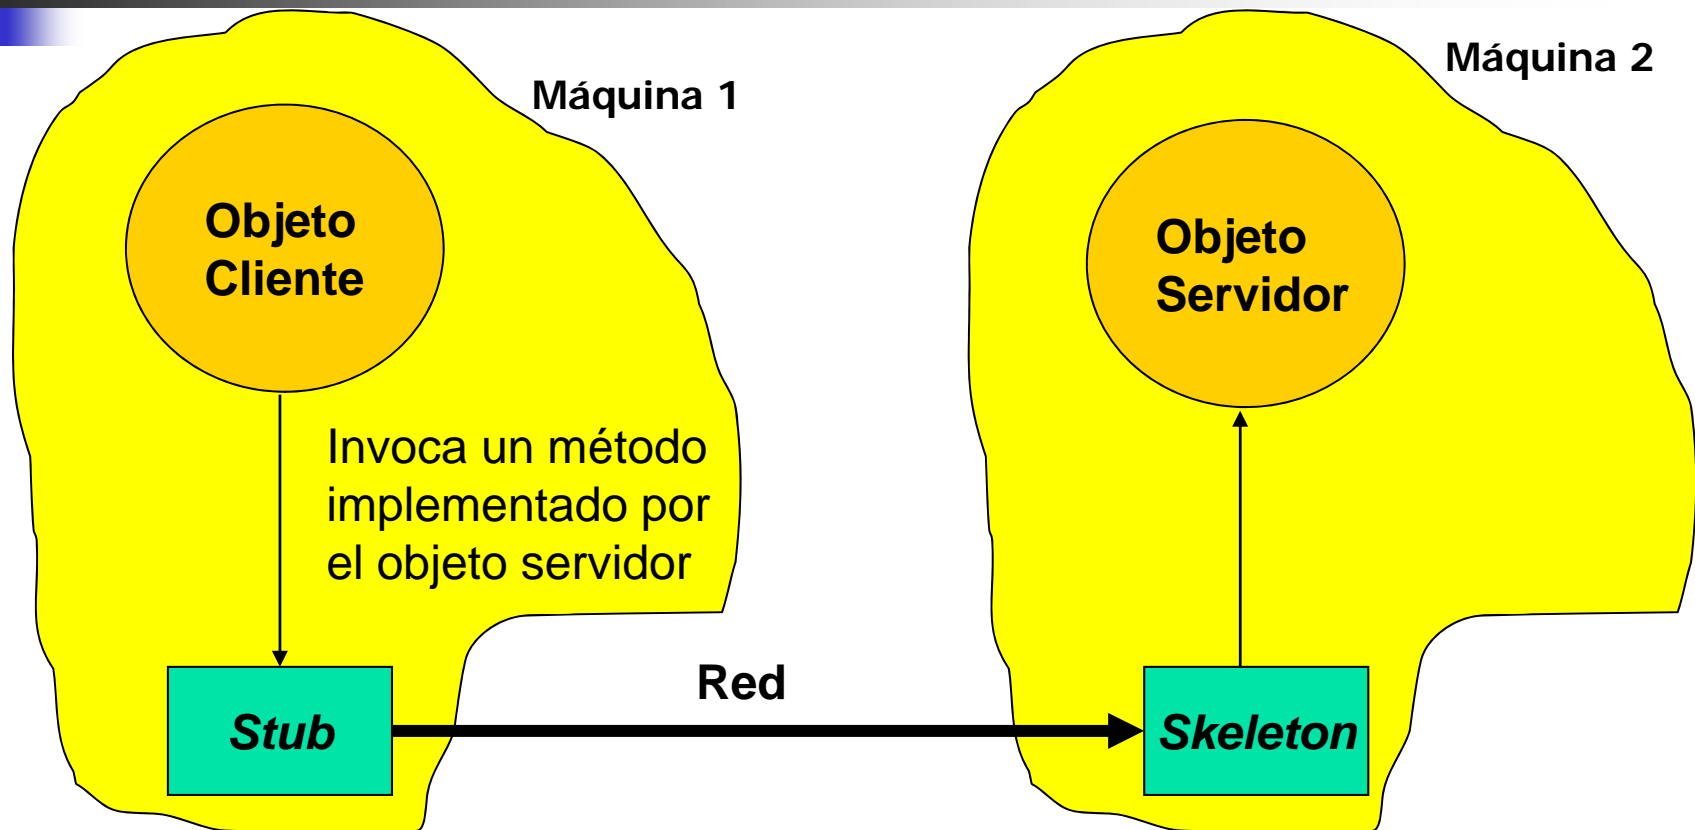 Máquina 1
Máquina 2
Objeto
Cliente
Objeto
Servidor
Invoca un método
implementado por
el objeto servidor
Red
Stub
Skeleton